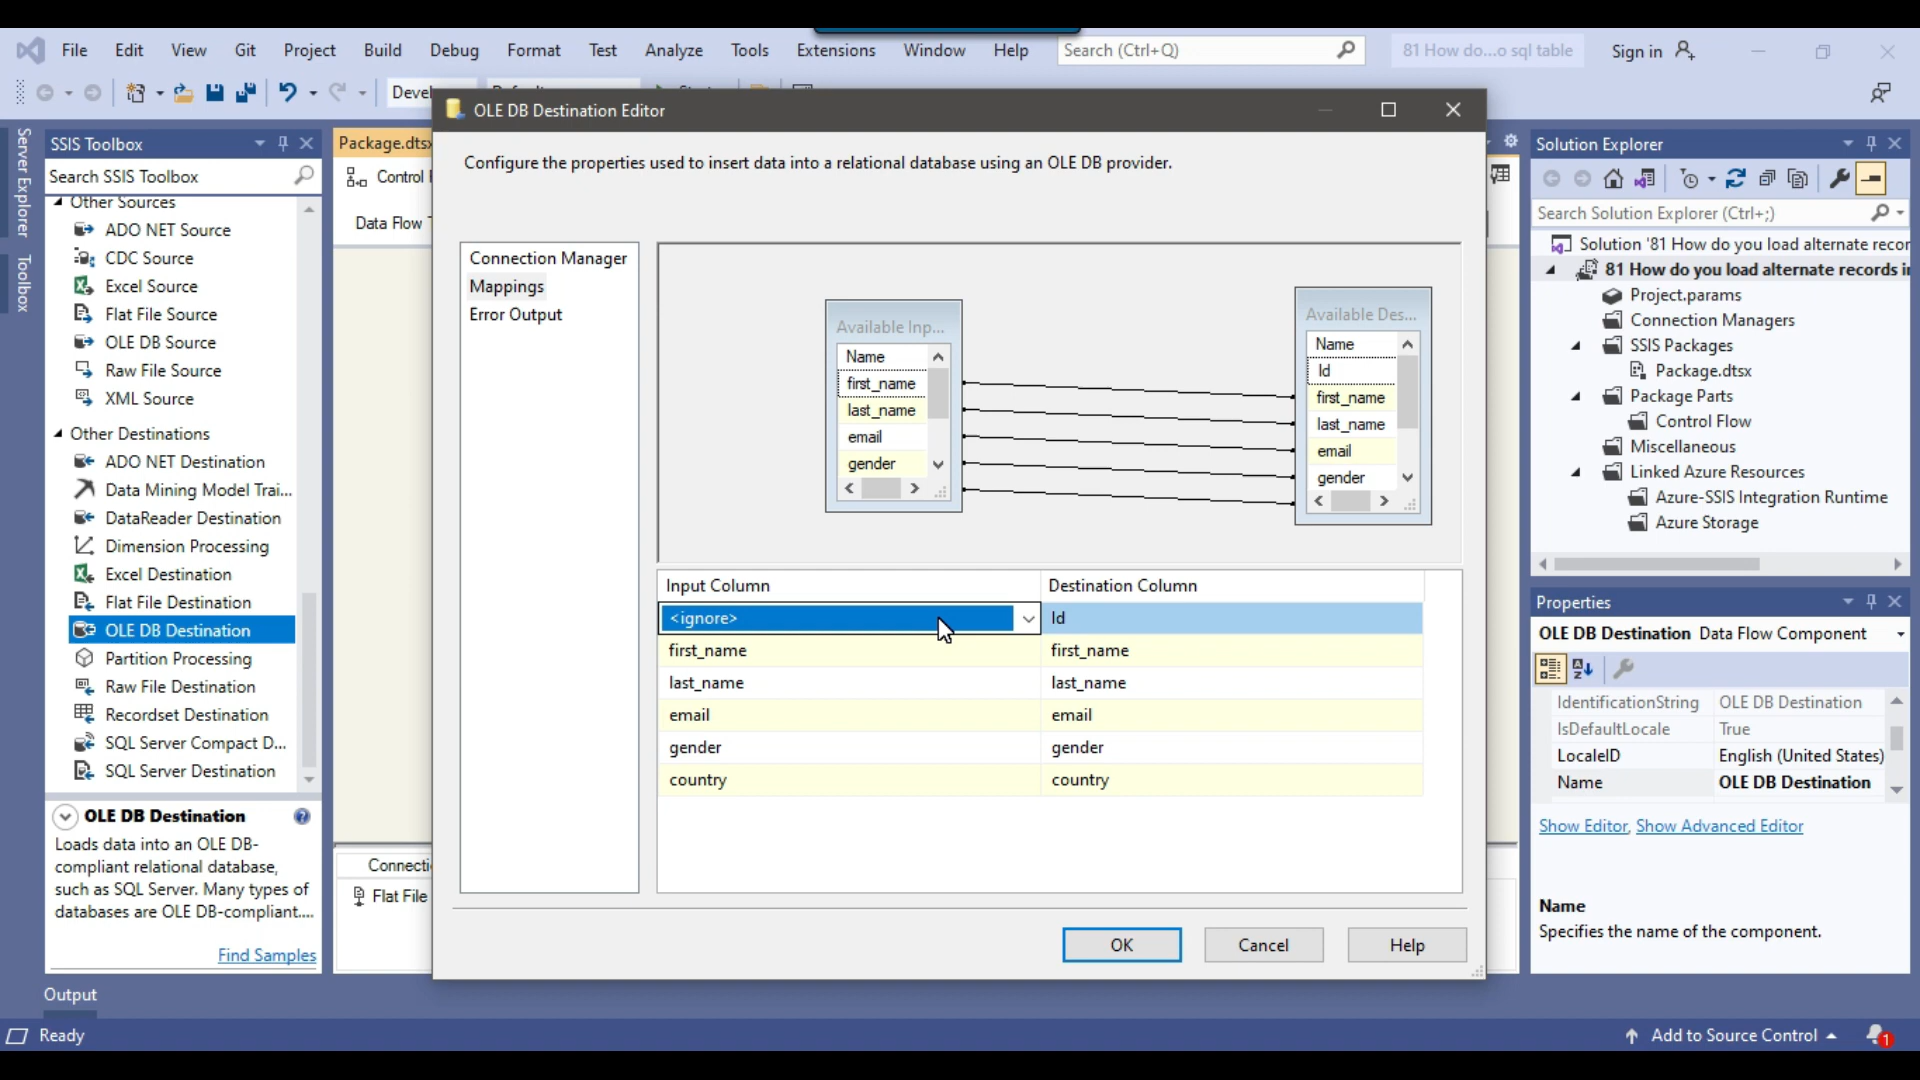 File Edit View Git Project Build Debug Format Test Analyze Tools Extensions Window Help Search (Ctrl+Q) 81 How do...o sql table Sign in
OLE DB Destination Editor
Configure the properties used to insert data into a relational database using an OLE DB provider.
Connection Manager
Mappings
Error Output
Available Inp...
Name
first_name
last_name
email
gender
Available Des...
Name
Id
first_name
last_name
email
gender
Input Column Destination Column
<ignore> Id
first_name first_name
last_name last_name
email email
gender gender
country country
OK Cancel Help
Server Explorer
Toolbox
SSIS Toolbox
Search SSIS Toolbox
Other Sources
ADO NET Source
CDC Source
Excel Source
Flat File Source
OLE DB Source
Raw File Source
XML Source
Other Destinations
ADO NET Destination
Data Mining Model Trai...
DataReader Destination
Dimension Processing
Excel Destination
Flat File Destination
OLE DB Destination
Partition Processing
Raw File Destination
Recordset Destination
SQL Server Compact D...
SQL Server Destination
OLE DB Destination
Loads data into an OLE DB-
compliant relational database,
such as SQL Server. Many types of
databases are OLE DB-compliant....
Find Samples
Package.dtsx
Control
Data Flow
Flat File
Solution Explorer
Search Solution Explorer (Ctrl+;)
Solution '81 How do you load alternate recor
81 How do you load alternate records i
Project.params
Connection Managers
SSIS Packages
Package.dtsx
Package Parts
Control Flow
Miscellaneous
Linked Azure Resources
Azure-SSIS Integration Runtime
Azure Storage
Properties
OLE DB Destination Data Flow Component
IdentificationString OLE DB Destination
IsDefaultLocale True
LocaleID English (United States)
Name OLE DB Destination
Show Editor, Show Advanced Editor
Name
Specifies the name of the component.
Output
Ready
Add to Source Control
1